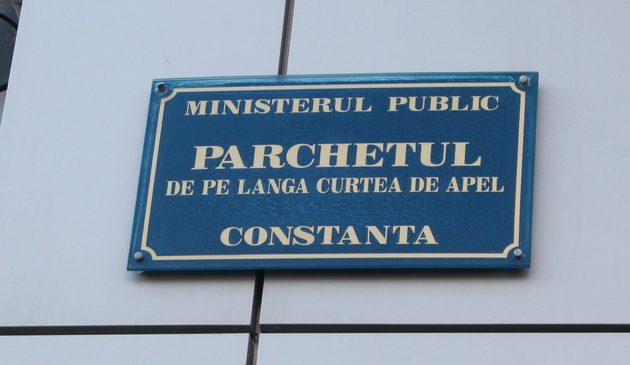 MINISTERUL PUBLIC
PARCHETUL
DE PE LANGA CURTEA DE APEL
CONSTANTA